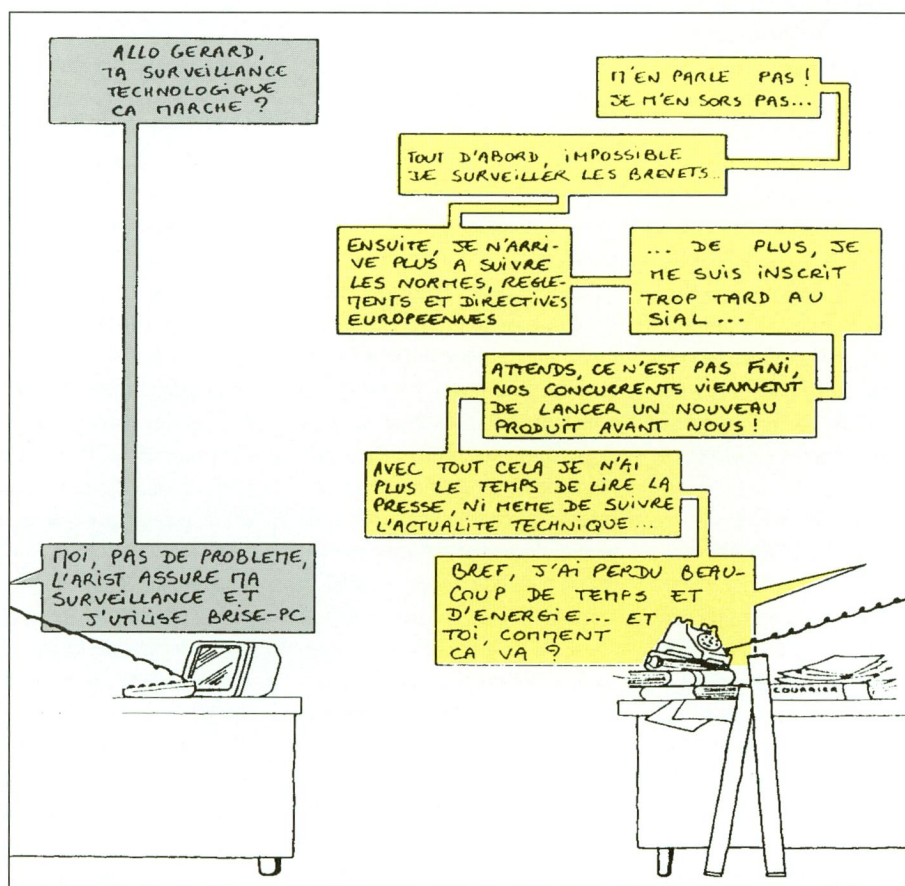 ALLO GERARD,
TA SURVEILLANCE
TECHNOLOGIQUE
CA MARCHE ?
M'EN PARLE PAS !
JE M'EN SORS PAS...
TOUT D'ABORD, IMPOSSIBLE
DE SURVEILLER LES BREVETS...
ENSUITE, JE N'ARRI-
VE PLUS A SUIVRE
LES NORMES, REGLE-
MENTS ET DIRECTIVES
EUROPEENNES
... DE PLUS, JE
ME SUIS INSCRIT
TROP TARD AU
SIAL ...
ATTENDS, CE N'EST PAS FINI,
NOS CONCURRENTS VIENNENT
DE LANCER UN NOUVEAU
PRODUIT AVANT NOUS !
AVEC TOUT CELA JE N'AI
PLUS LE TEMPS DE LIRE LA
PRESSE, NI MEME DE SUIVRE
L'ACTUALITE TECHNIQUE...
BREF, J'AI PERDU BEAU-
COUP DE TEMPS ET
D'ENERGIE... ET
TOI, COMMENT
CA VA ?
MOI, PAS DE PROBLEME,
L'ARIST ASSURE MA
SURVEILLANCE ET
J'UTILISE BRISE-PC
COURRIER